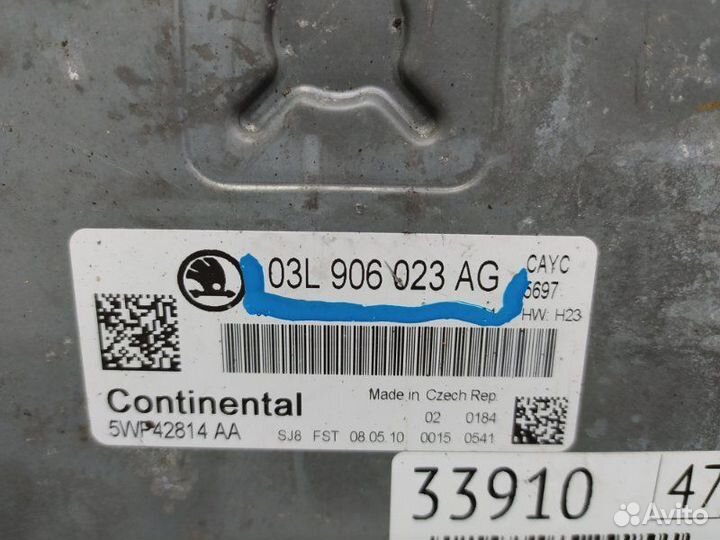 03L 906 023 AG
CAYC
5697
HW: H23
Continental
Made in Czech Rep.
02 0184
5WP42814 AA
SJ8 FST 08.05.10 0015 0541
33910
47
Avito